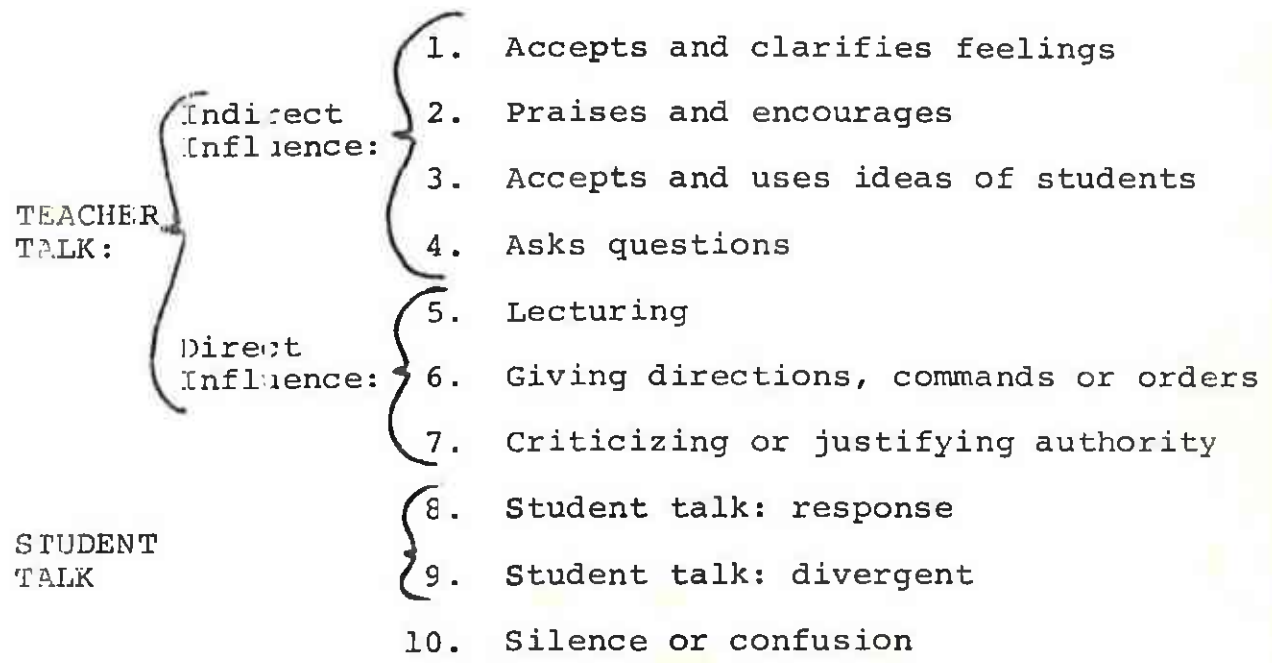 1. Accepts and clarifies feelings
Indirect 2. Praises and encourages
Influence:
3. Accepts and uses ideas of students
TEACHER
TALK: 4. Asks questions
5. Lecturing
Direct
Influence: 6. Giving directions, commands or orders
7. Criticizing or justifying authority
8. Student talk: response
STUDENT
TALK 9. Student talk: divergent
10. Silence or confusion